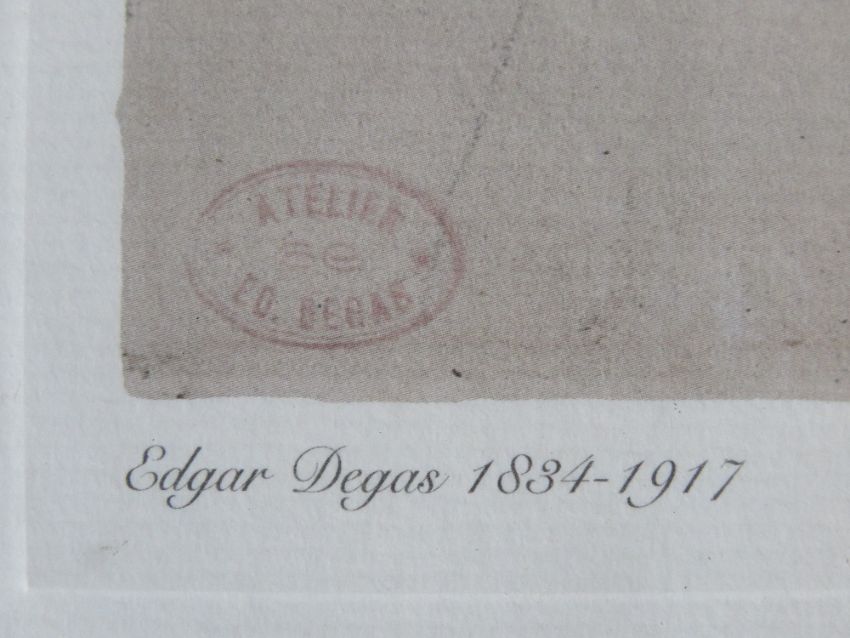 ATELIER
ED. DEGAS
Edgar Degas 1834-1917